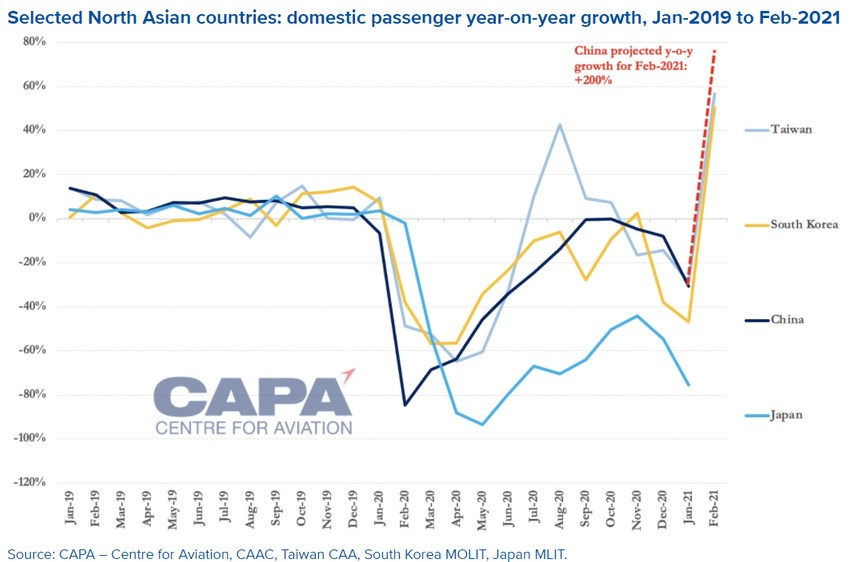 Selected North Asian countries: domestic passenger year-on-year growth, Jan-2019 to Feb-2021
80%
60%
40%
20%
0%
-20%
-40%
-60%
-80%
-100%
-120%
China projected y-o-y
growth for Feb-2021:
+200%
Taiwan
South Korea
China
Japan
CAPA
CENTRE FOR AVIATION
Jan-19
Feb-19
Mar-19
Apr-19
May-19
Jun-19
Jul-19
Aug-19
Sep-19
Oct-19
Nov-19
Dec-19
Jan-20
Feb-20
Mar-20
Apr-20
May-20
Jun-20
Jul-20
Aug-20
Sep-20
Oct-20
Nov-20
Dec-20
Jan-21
Feb-21
Source: CAPA – Centre for Aviation, CAAC, Taiwan CAA, South Korea MOLIT, Japan MLIT.